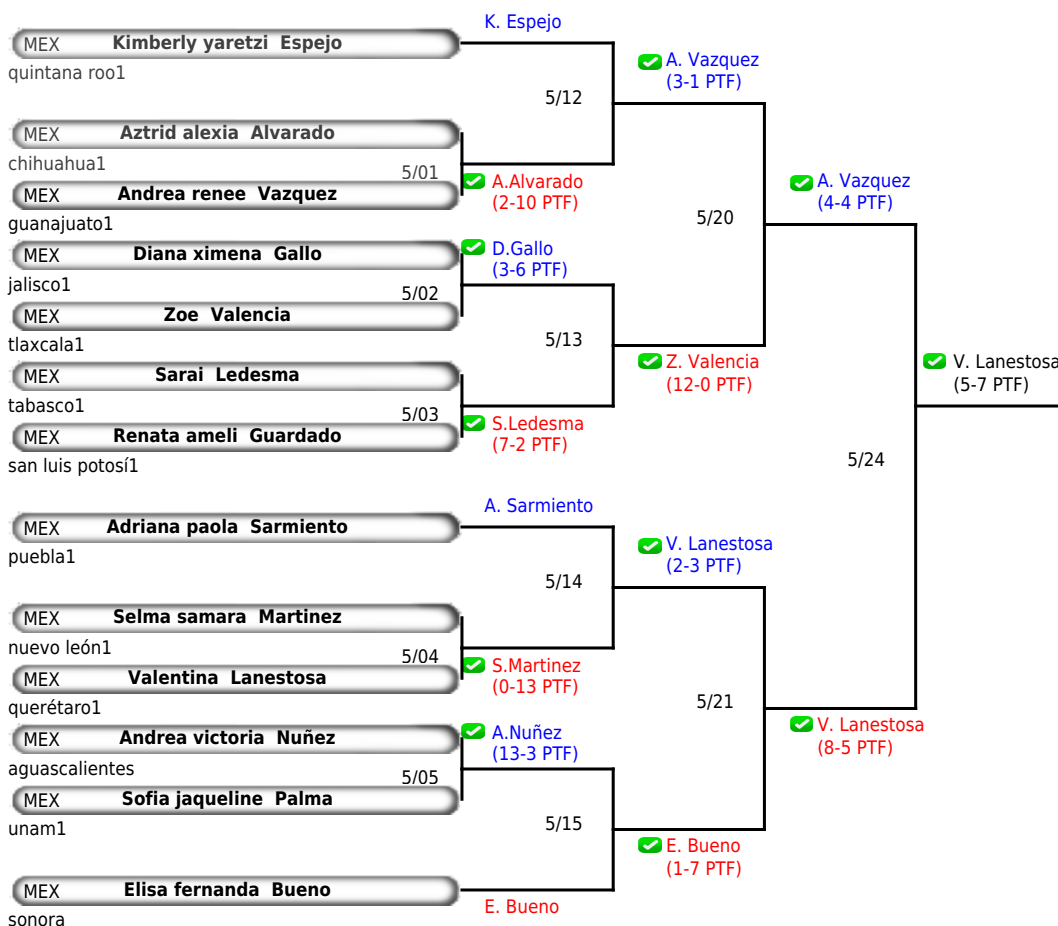 K. Espejo
MEX Kimberly yaretzi Espejo
quintana roo1
A. Vazquez
(3-1 PTF)
5/12
MEX Aztrid alexia Alvarado
chihuahua1
5/01
MEX Andrea renee Vazquez
guanajuato1
A.Alvarado
(2-10 PTF)
A. Vazquez
(4-4 PTF)
5/20
MEX Diana ximena Gallo
jalisco1
D.Gallo
(3-6 PTF)
5/02
MEX Zoe Valencia
tlaxcala1
5/13
Z. Valencia
(12-0 PTF)
V. Lanestosa
(5-7 PTF)
MEX Sarai Ledesma
tabasco1
5/03
MEX Renata ameli Guardado
san luis potosí1
S.Ledesma
(7-2 PTF)
5/24
A. Sarmiento
MEX Adriana paola Sarmiento
puebla1
V. Lanestosa
(2-3 PTF)
5/14
MEX Selma samara Martinez
nuevo león1
5/04
MEX Valentina Lanestosa
querétaro1
S.Martinez
(0-13 PTF)
5/21
V. Lanestosa
(8-5 PTF)
MEX Andrea victoria Nuñez
aguascalientes
A.Nuñez
(13-3 PTF)
5/05
MEX Sofia jaqueline Palma
unam1
5/15
E. Bueno
(1-7 PTF)
MEX Elisa fernanda Bueno
sonora
E. Bueno